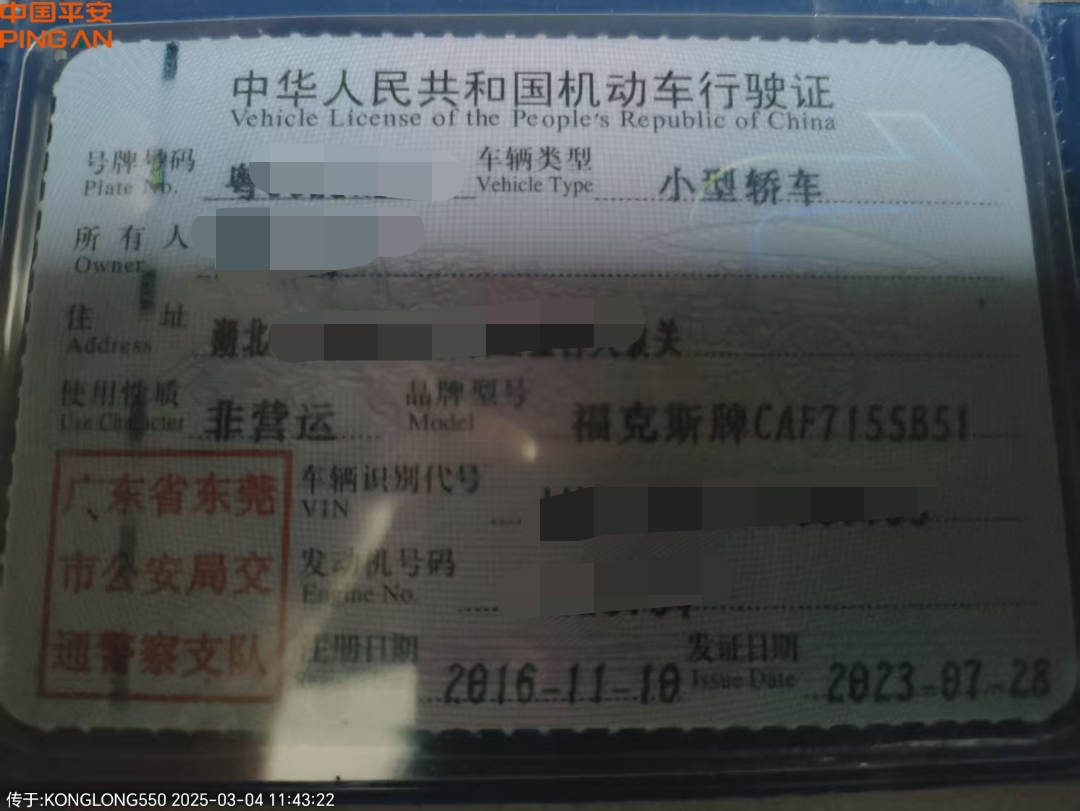 中国平安
PING AN
中华人民共和国机动车行驶证
Vehicle License of the People's Republic of China
号牌号码 粤 车辆类型 小型轿车
Plate No. Vehicle Type
所有人
Owner
住址 湖北 关
Address
使用性质 非营运 品牌型号 福克斯牌CAF7155B51
Use Character Model
广东省东莞
市公安局交
通警察支队
车辆识别代号
VIN
发动机号码
Engine No.
注册日期 2016-11-10 发证日期 2023-07-28
Issue Date
传于:KONGLONG550 2025-03-04 11:43:22